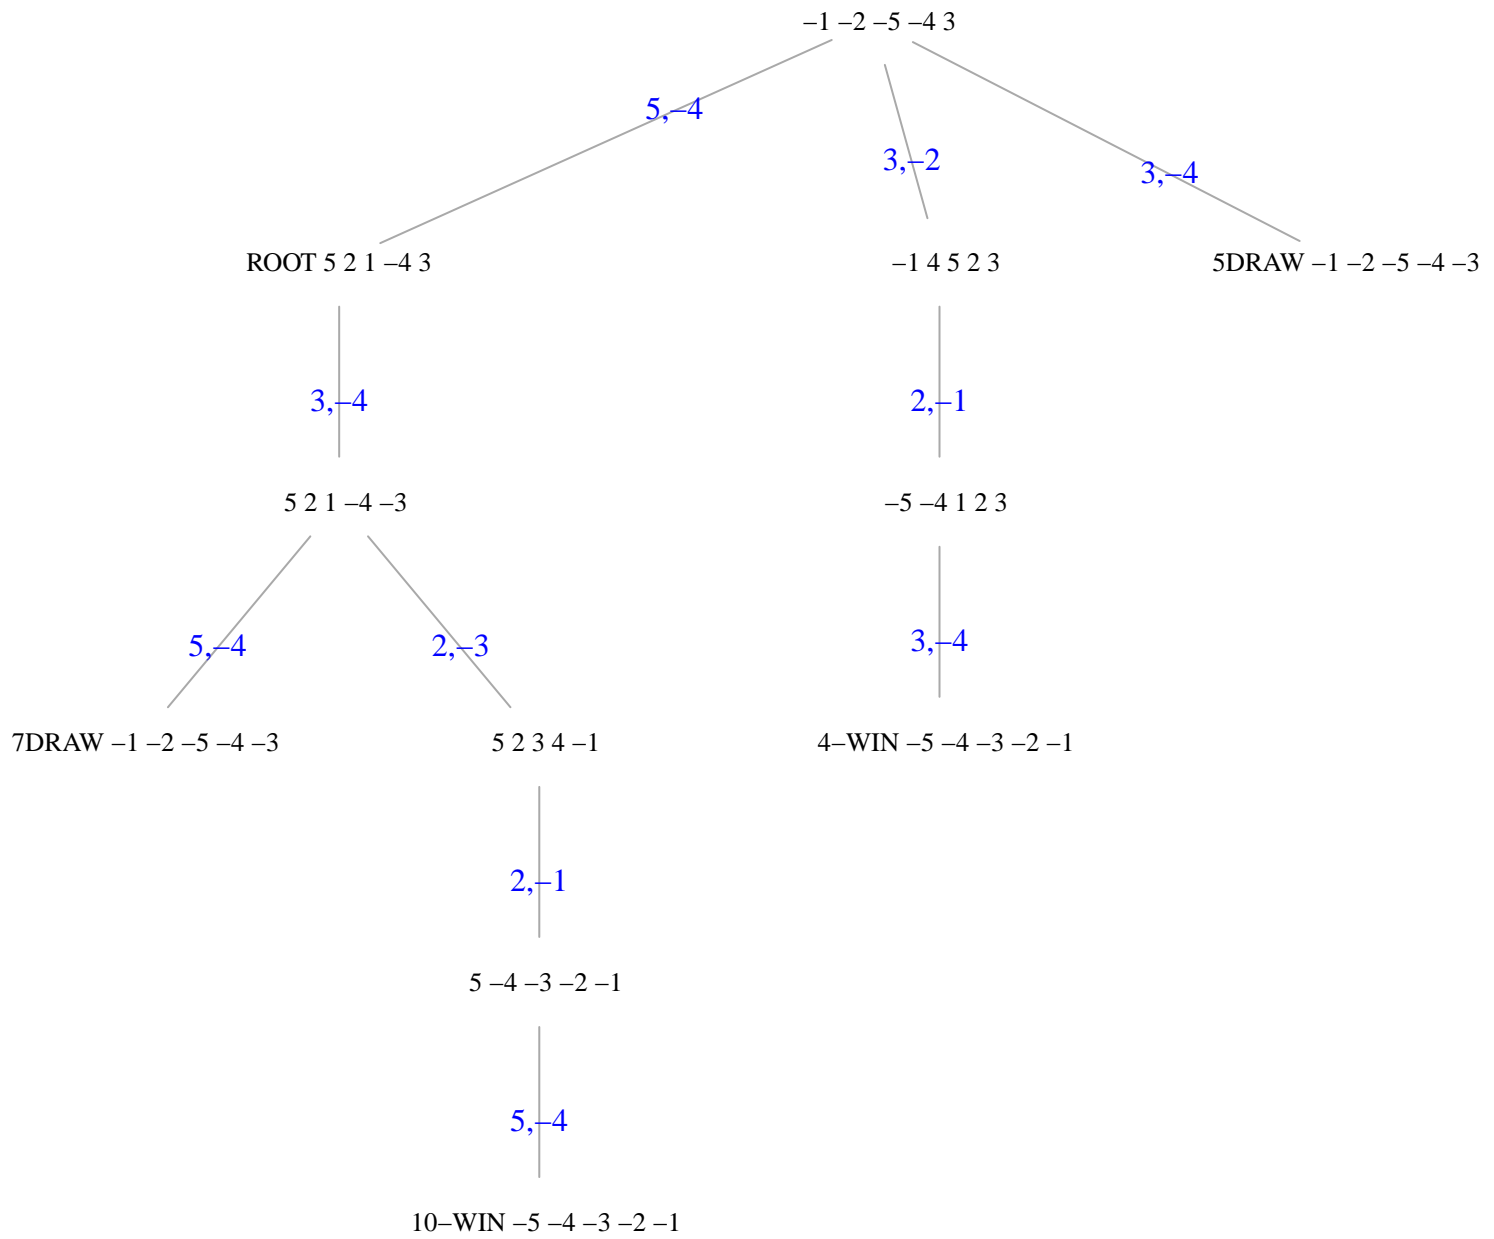 –1 –2 –5 –4 3
5,–4
3,–2
3,–4
ROOT 5 2 1 –4 3
–1 4 5 2 3
5DRAW –1 –2 –5 –4 –3
3,–4
2,–1
5 2 1 –4 –3
–5 –4 1 2 3
5,–4
2,–3
3,–4
7DRAW –1 –2 –5 –4 –3
5 2 3 4 –1
4–WIN –5 –4 –3 –2 –1
2,–1
5 –4 –3 –2 –1
5,–4
10–WIN –5 –4 –3 –2 –1